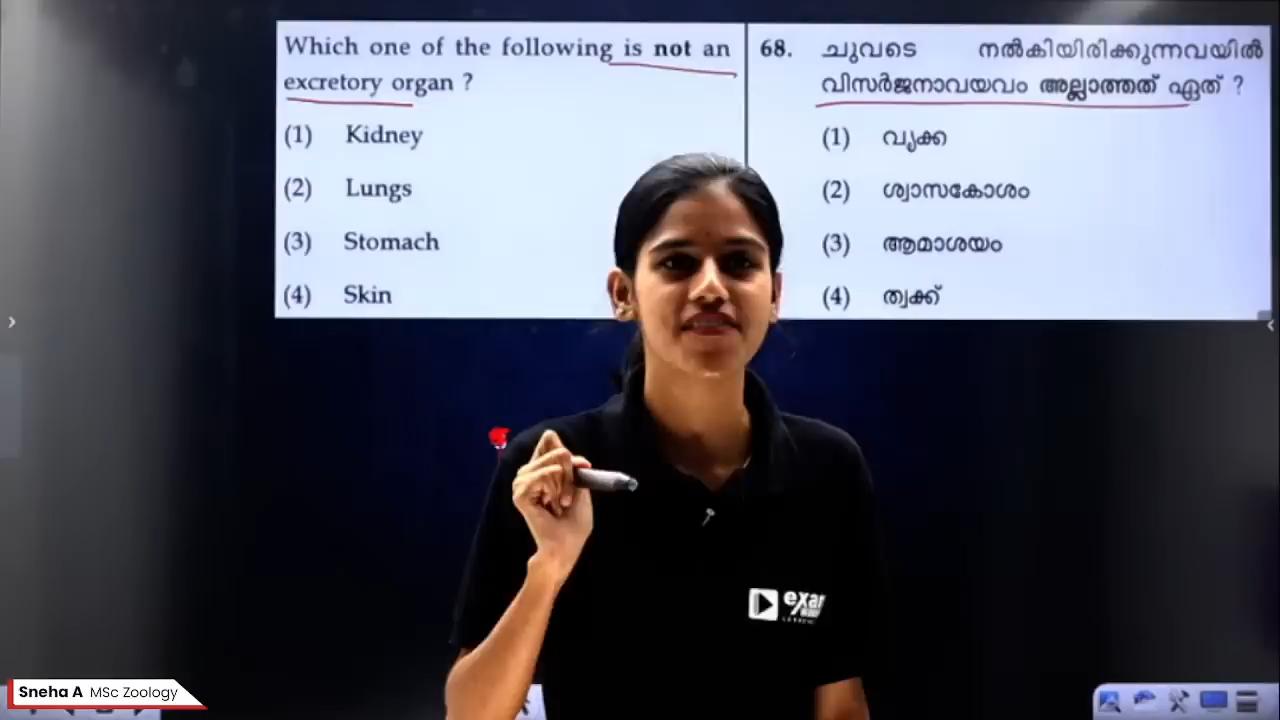 Which one of the following is not an
excretory organ ?
(1) Kidney
(2) Lungs
(3) Stomach
(4) Skin
68. ചുവടെ നൽകിയിരിക്കുന്നവയിൽ
വിസർജനാവയവം അല്ലാത്തത് ഏത് ?
(1) വൃക്ക
(2) ശ്വാസകോശം
(3) ആമാശയം
(4) ത്വക്ക്
Sneha A MSc Zoology